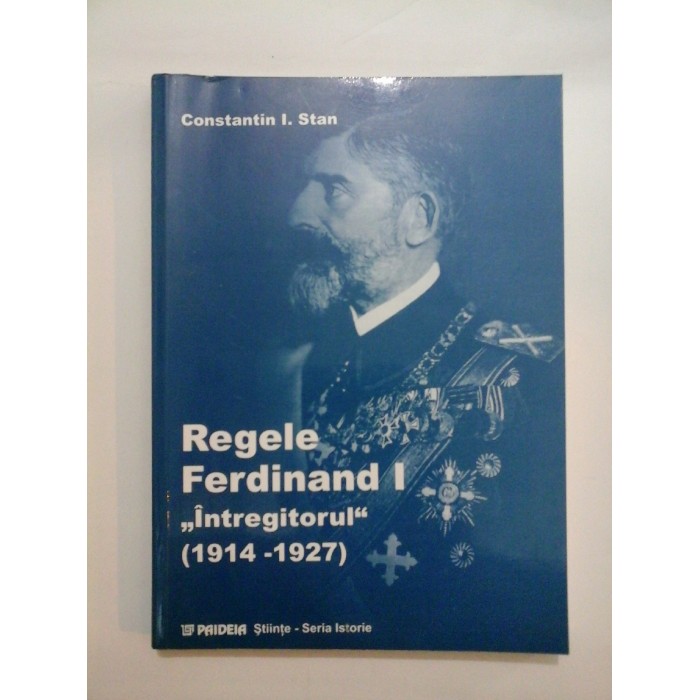 Constantin I. Stan
Regele
Ferdinand I
„Întregitorul“
(1914 -1927)
PAIDEIA Științe - Seria Istorie